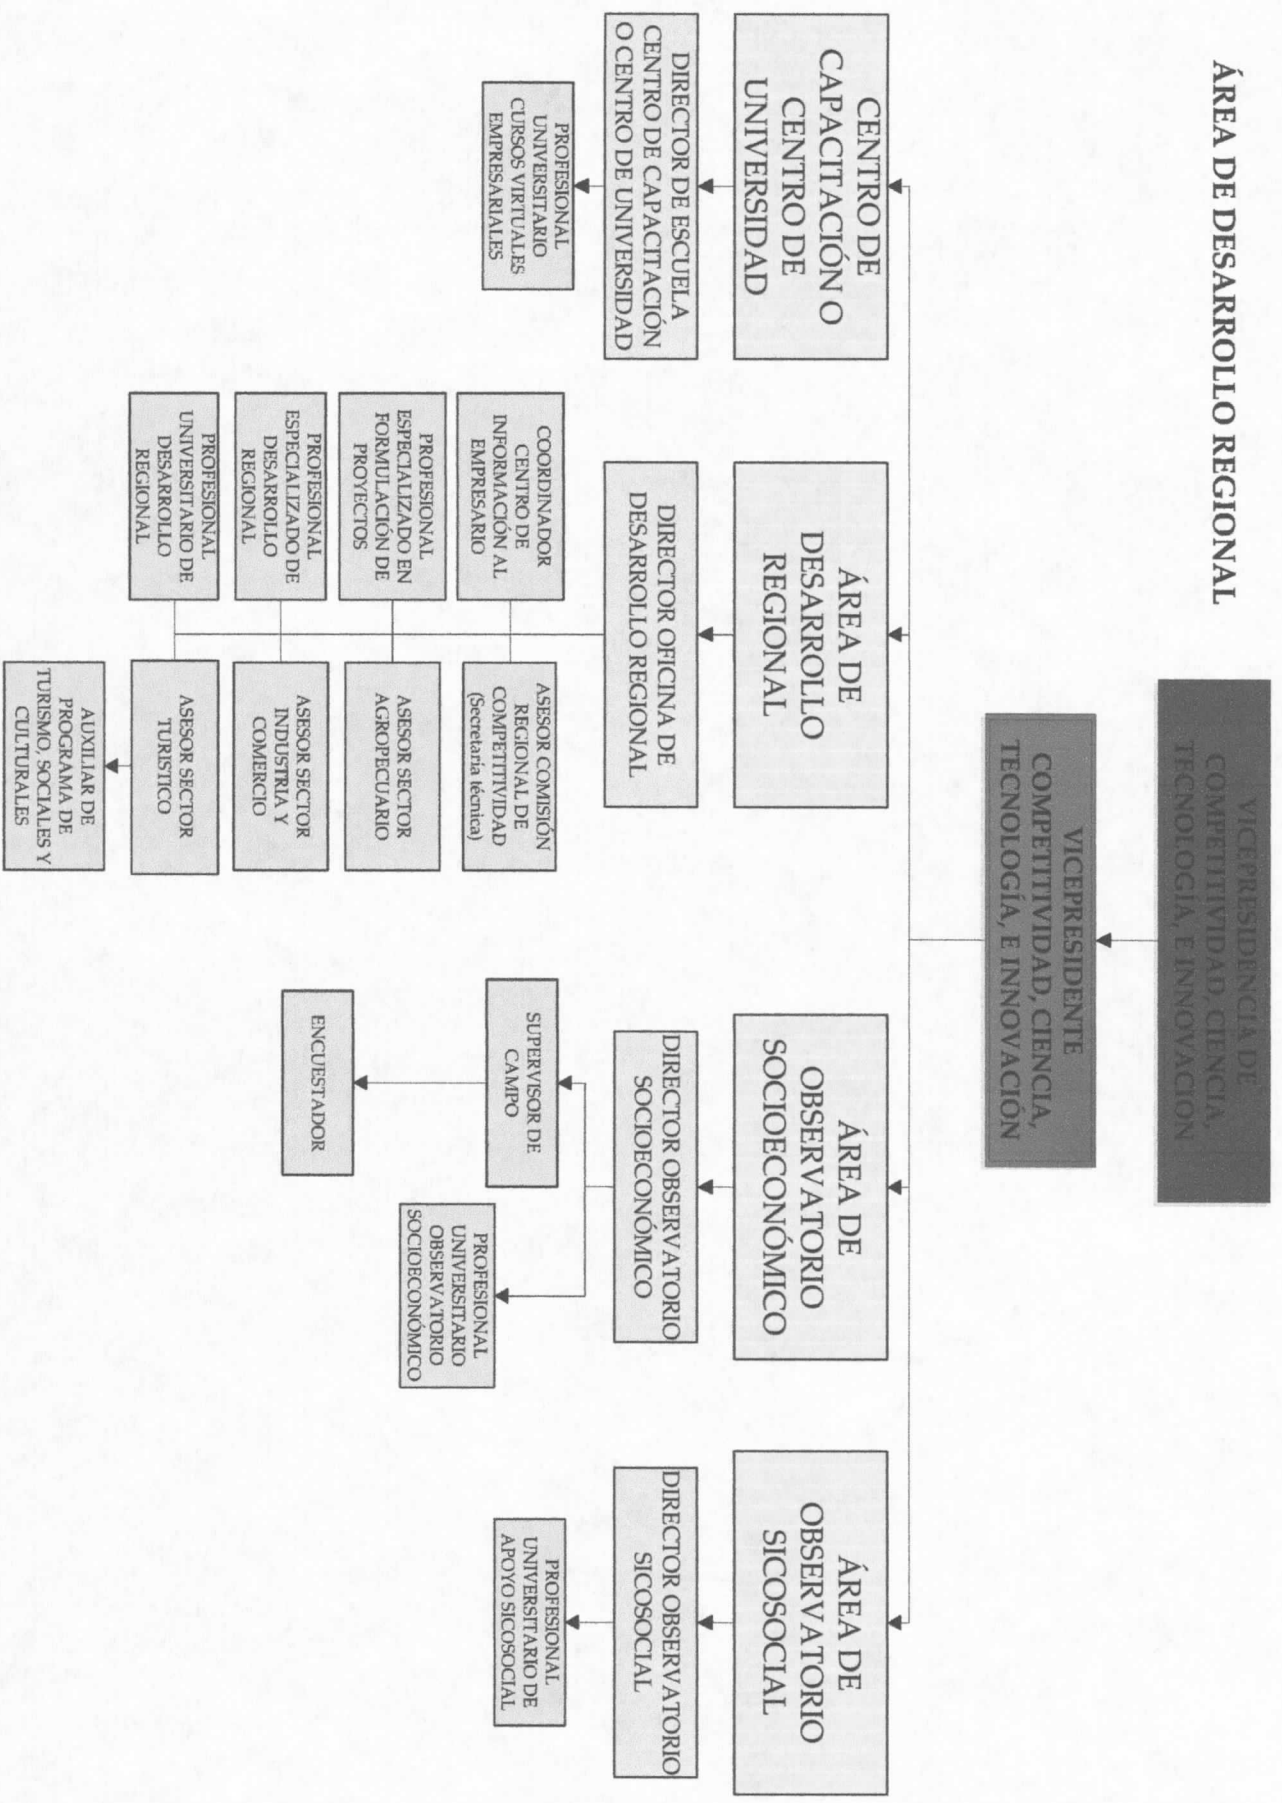 ÁREA DE DESARROLLO REGIONAL
VICEPRESIDENCIA DE
COMPETITIVIDAD, CIENCIA,
TECNOLOGÍA, E INNOVACIÓN
VICEPRESIDENTE
COMPETITIVIDAD, CIENCIA,
TECNOLOGÍA, E INNOVACIÓN
CENTRO DE
CAPACITACIÓN O
CENTRO DE
UNIVERSIDAD
DIRECTOR DE ESCUELA
CENTRO DE CAPACITACIÓN
O CENTRO DE UNIVERSIDAD
PROFESIONAL
UNIVERSITARIO
CURSOS VIRTUALES
EMPRESARIALES
ÁREA DE
DESARROLLO
REGIONAL
DIRECTOR OFICINA DE
DESARROLLO REGIONAL
COORDINADOR
CENTRO DE
INFORMACIÓN AL
EMPRESARIO
ASESOR COMISIÓN
REGIONAL DE
COMPETITIVIDAD
(Secretaría técnica)
PROFESIONAL
ESPECIALIZADO EN
FORMULACIÓN DE
PROYECTOS
ASESOR SECTOR
AGROPECUARIO
PROFESIONAL
ESPECIALIZADO DE
DESARROLLO
REGIONAL
ASESOR SECTOR
INDUSTRIA Y
COMERCIO
PROFESIONAL
UNIVERSITARIO DE
DESARROLLO
REGIONAL
ASESOR SECTOR
TURISTICO
AUXILIAR DE
PROGRAMA DE
TURISMO, SOCIALES Y
CULTURALES
ÁREA DE
OBSERVATORIO
SOCIOECONÓMICO
DIRECTOR OBSERVATORIO
SOCIOECONÓMICO
SUPERVISOR DE
CAMPO
ENCUESTADOR
PROFESIONAL
UNIVERSITARIO
OBSERVATORIO
SOCIOECONÓMICO
ÁREA DE
OBSERVATORIO
SICOSOCIAL
DIRECTOR OBSERVATORIO
SICOSOCIAL
PROFESIONAL
UNIVERSITARIO DE
APOYO SICOSOCIAL